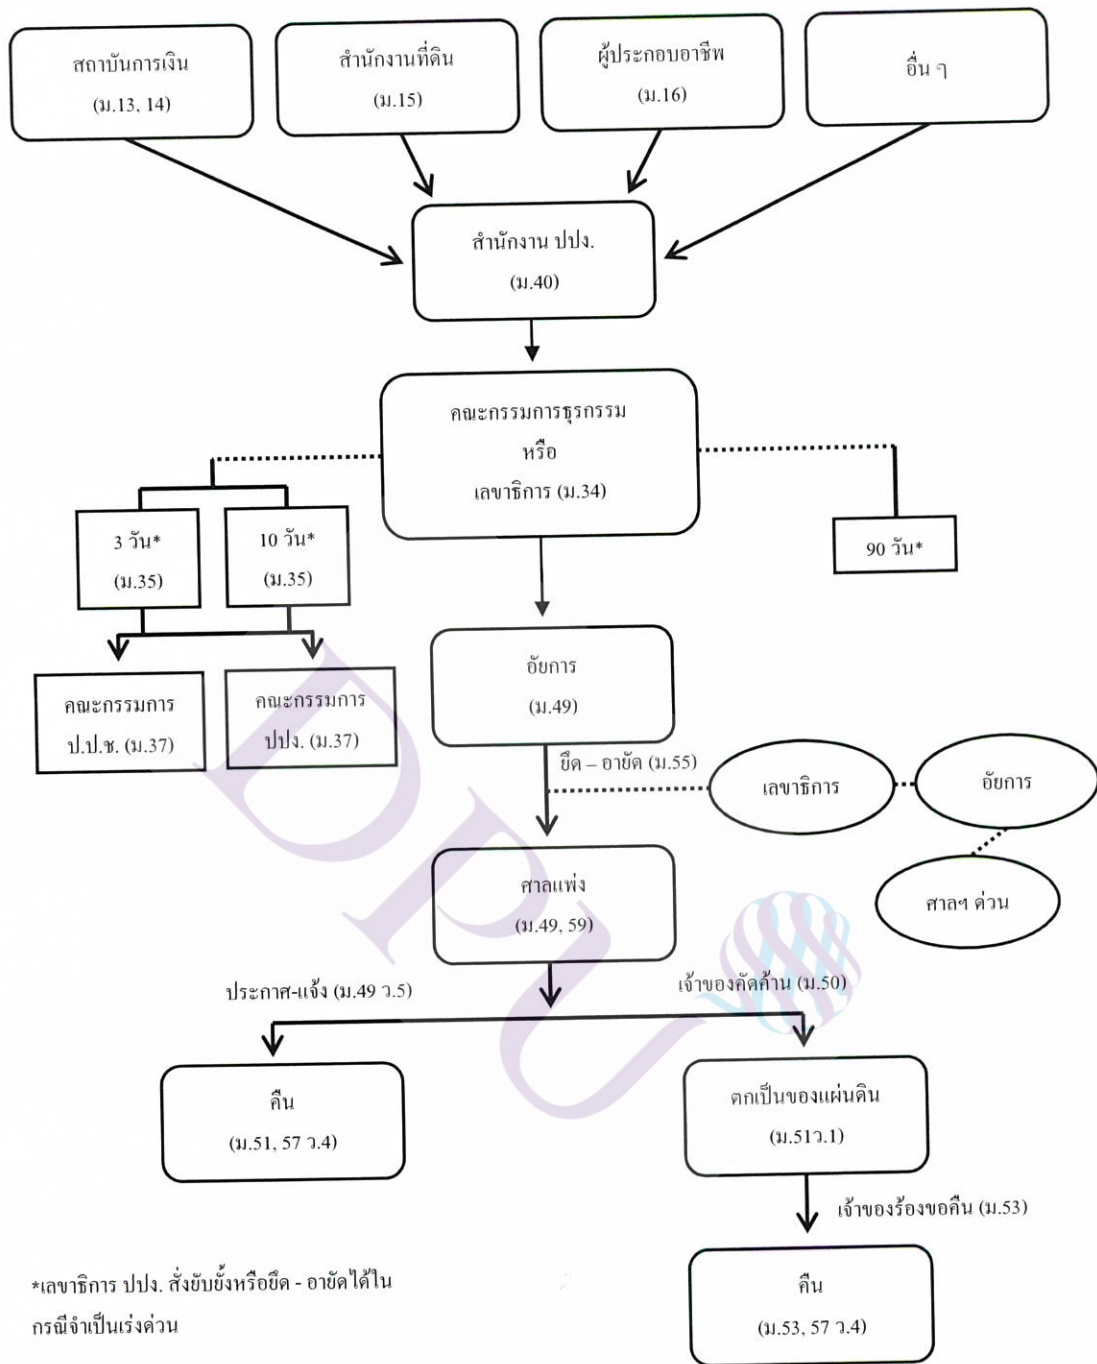 สถาบันการเงิน
(ม.13, 14)
สำนักงานที่ดิน
(ม.15)
ผู้ประกอบอาชีพ
(ม.16)
อื่น ๆ
สำนักงาน ปปง.
(ม.40)
คณะกรรมการธุรกรรม
หรือ
เลขาธิการ (ม.34)
3 วัน*
(ม.35)
10 วัน*
(ม.35)
90 วัน*
คณะกรรมการ
ป.ป.ช. (ม.37)
คณะกรรมการ
ปปง. (ม.37)
อัยการ
(ม.49)
ยึด – อายัด (ม.55)
เลขาธิการ
อัยการ
ศาลฯ ด่วน
ศาลแพ่ง
(ม.49, 59)
ประกาศ-แจ้ง (ม.49 ว.5)
เจ้าของคัดค้าน (ม.50)
คืน
(ม.51, 57 ว.4)
ตกเป็นของแผ่นดิน
(ม.51ว.1)
เจ้าของร้องขอคืน (ม.53)
คืน
(ม.53, 57 ว.4)
*เลขาธิการ ปปง. สั่งยับยั้งหรือยึด - อายัดได้ใน
กรณีจำเป็นเร่งด่วน
DPU